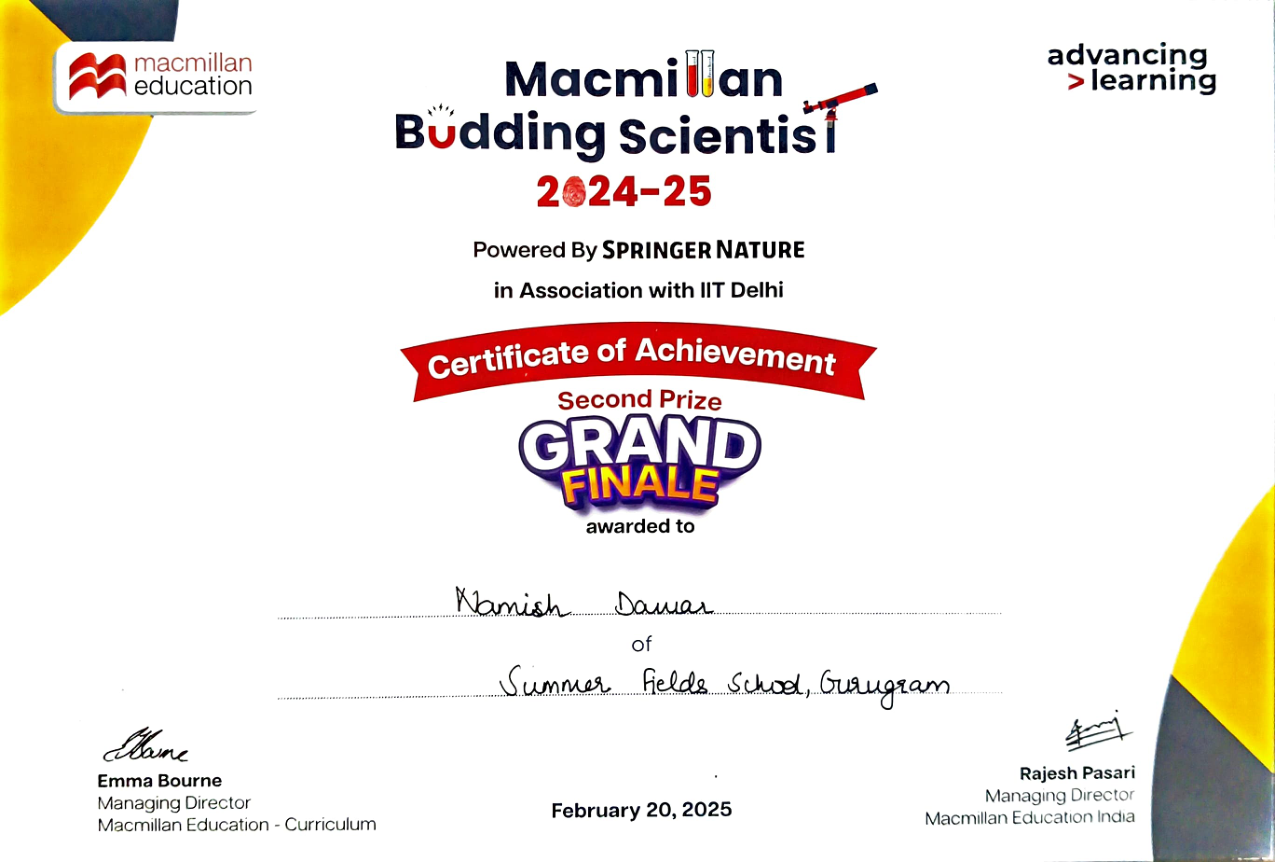 macmillan
education
advancing
>learning
Macmillan
Budding Scientist
2024-25
Powered By SPRINGER NATURE
in Association with IIT Delhi
Certificate of Achievement
Second Prize
GRAND
FINALE
awarded to
Namish Dawar
of
Summer Fields School, Gurugram
Emma Bourne
Managing Director
Macmillan Education - Curriculum
February 20, 2025
Rajesh Pasari
Managing Director
Macmillan Education India